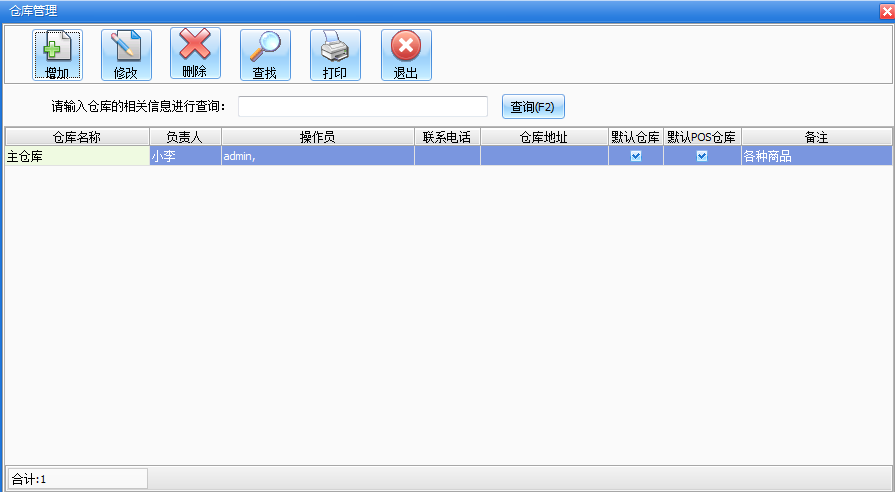 仓库管理
增加 修改 删除 查找 打印 退出
请输入仓库的相关信息进行查询: 查询(F2)
仓库名称 负责人 操作员 联系电话 仓库地址 默认仓库 默认POS仓库 备注
主仓库 小李 admin, 各种商品
合计:1